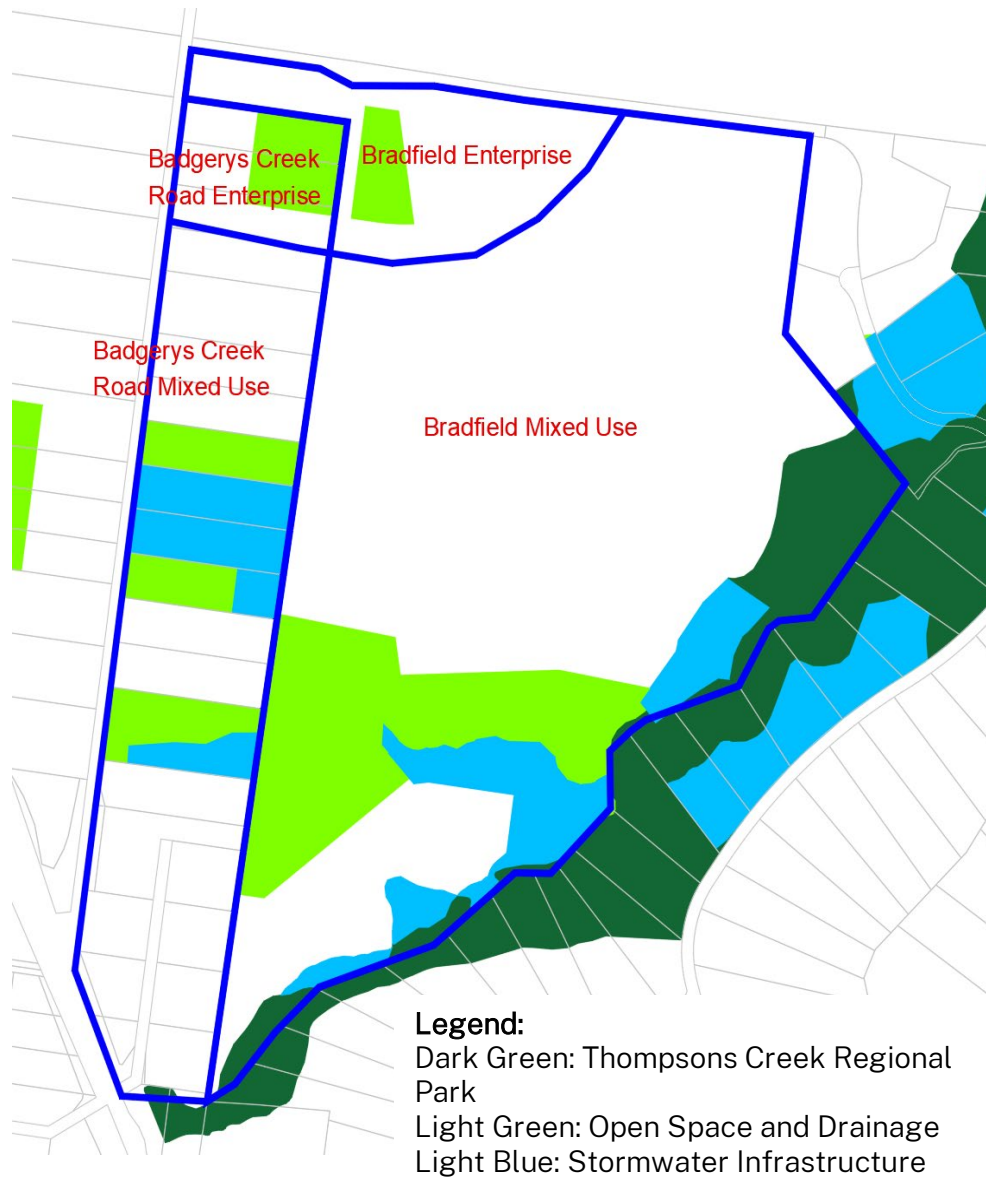 Badgerys Creek
Road Enterprise
Bradfield Enterprise
Badgerys Creek
Road Mixed Use
Bradfield Mixed Use
Legend:
Dark Green: Thompsons Creek Regional
Park
Light Green: Open Space and Drainage
Light Blue: Stormwater Infrastructure